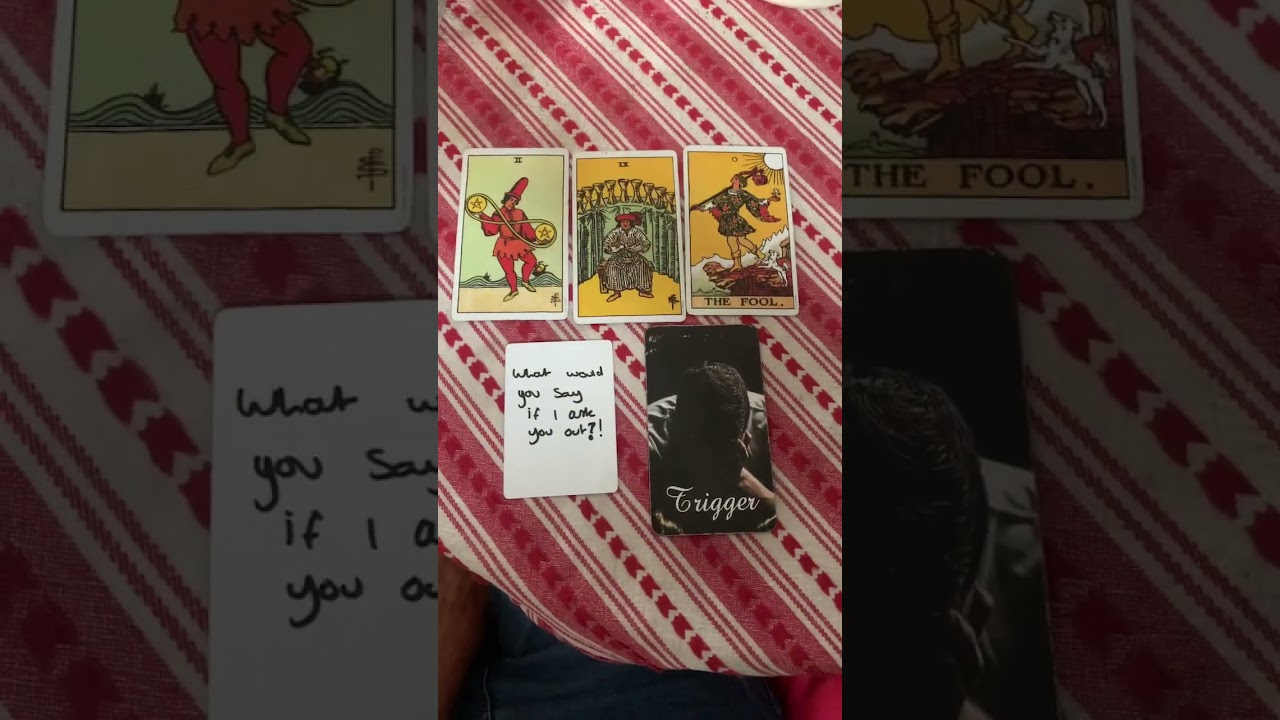 II
IX
0
THE FOOL.
What would
you Say
if I ask
you out?!
Trigger